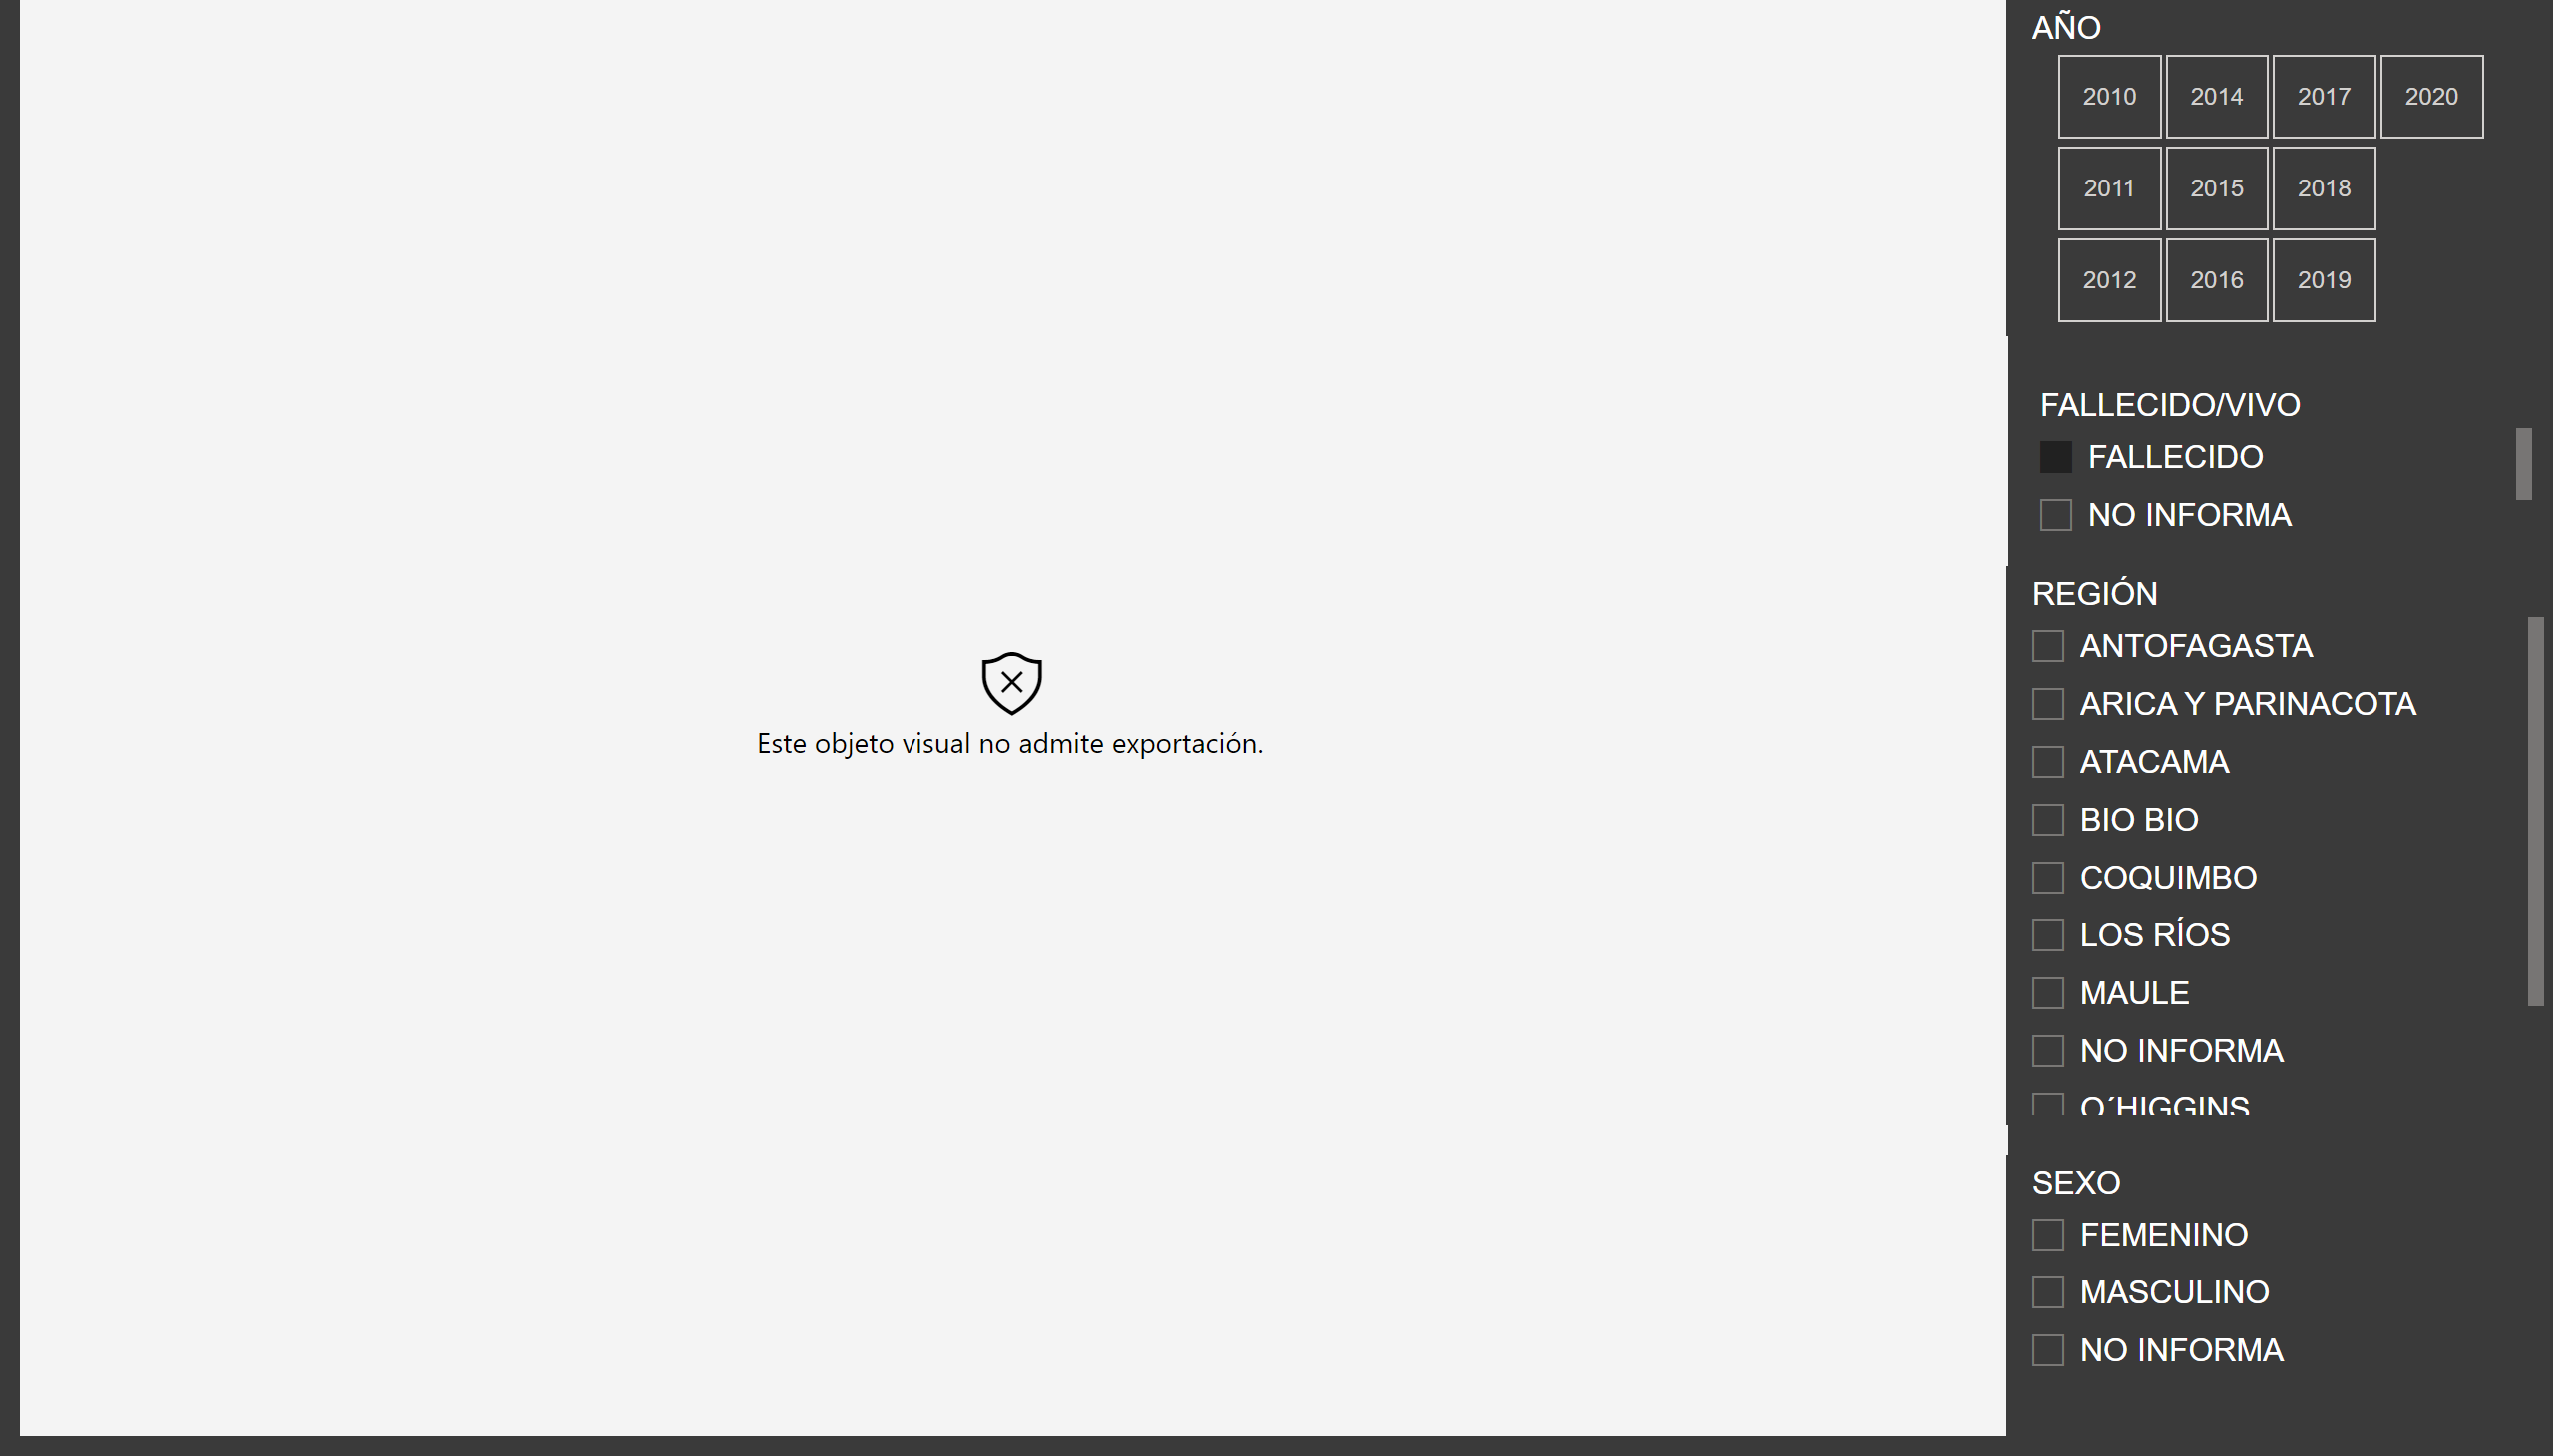 Este objeto visual no admite exportación.
AÑO
2010 2014 2017 2020
2011 2015 2018
2012 2016 2019
FALLECIDO/VIVO
FALLECIDO
NO INFORMA
REGIÓN
ANTOFAGASTA
ARICA Y PARINACOTA
ATACAMA
BIO BIO
COQUIMBO
LOS RÍOS
MAULE
NO INFORMA
O´HIGGINS
SEXO
FEMENINO
MASCULINO
NO INFORMA